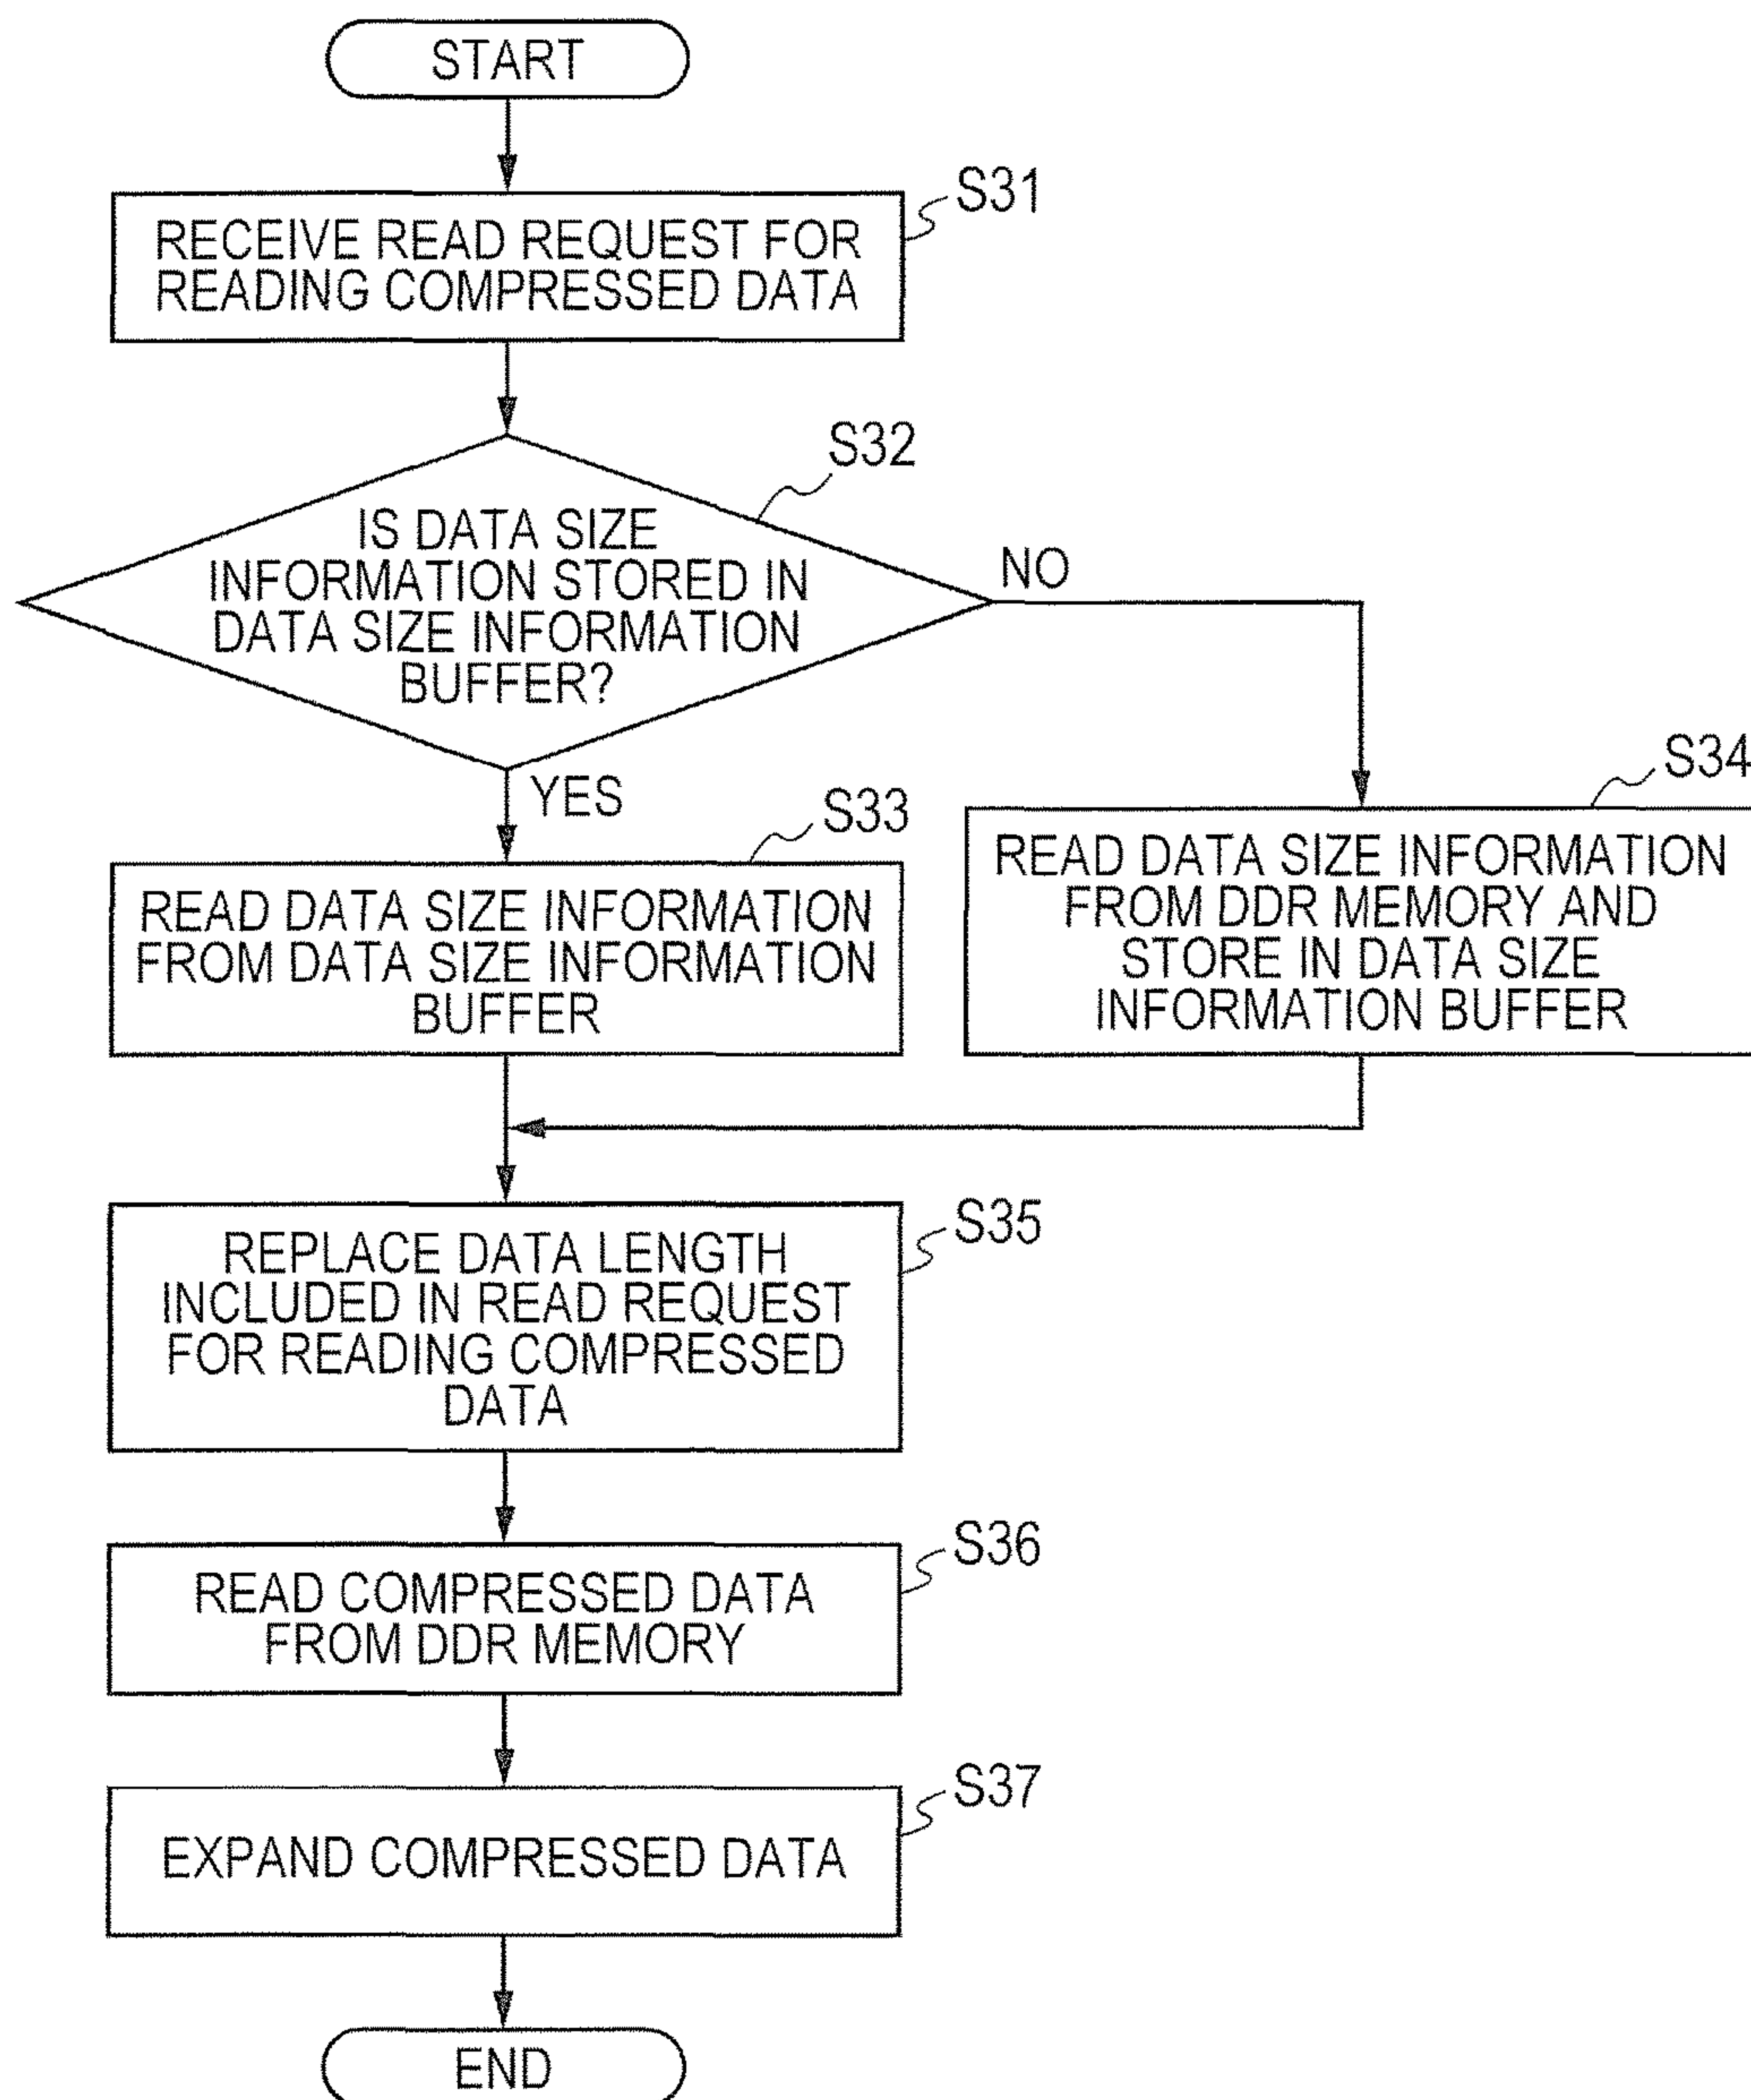 START
S31
RECEIVE READ REQUEST FOR
READING COMPRESSED DATA
S32
IS DATA SIZE
INFORMATION STORED IN
DATA SIZE INFORMATION
BUFFER?
NO
YES
S33
READ DATA SIZE INFORMATION
FROM DATA SIZE INFORMATION
BUFFER
S34
READ DATA SIZE INFORMATION
FROM DDR MEMORY AND
STORE IN DATA SIZE
INFORMATION BUFFER
S35
REPLACE DATA LENGTH
INCLUDED IN READ REQUEST
FOR READING COMPRESSED
DATA
S36
READ COMPRESSED DATA
FROM DDR MEMORY
S37
EXPAND COMPRESSED DATA
END